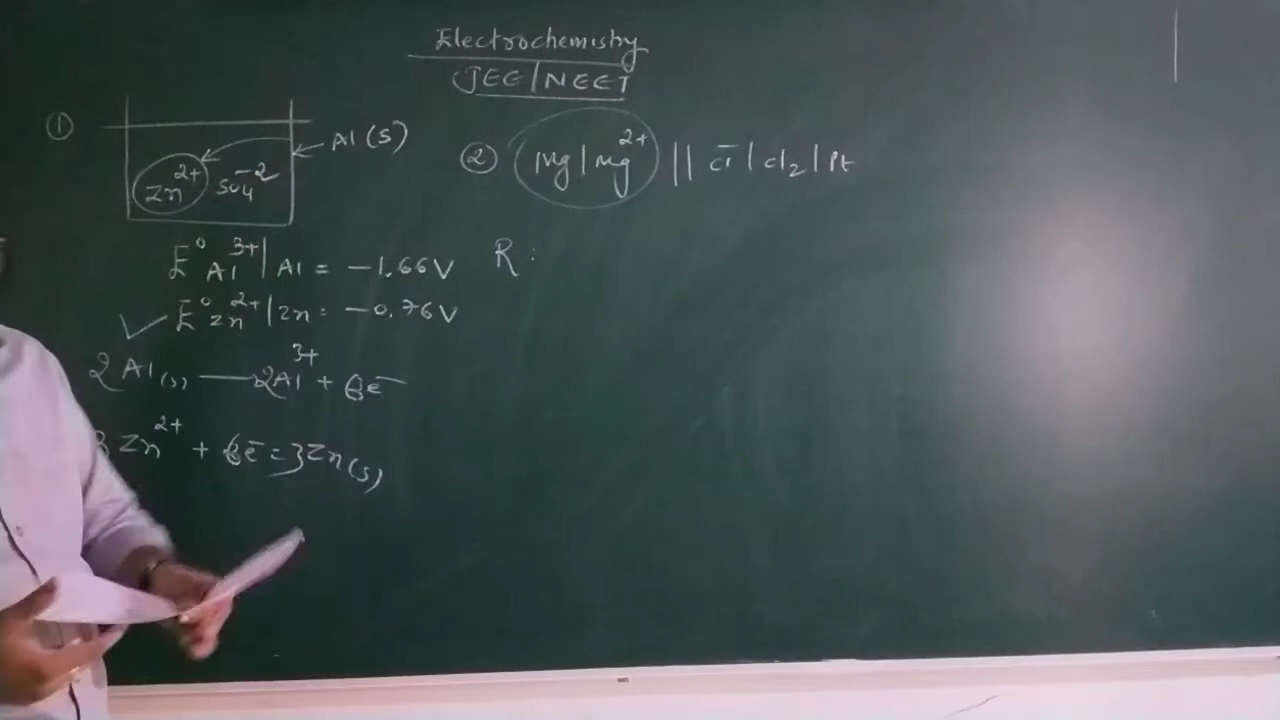 Electrochemistry
JEE/NEET
①
Al(s)
Zn²⁺ SO₄⁻²
E° Al³⁺|Al = -1.66V
E° Zn²⁺|Zn = -0.76V
2Al(s) — 2Al³⁺ + 6e⁻
3Zn²⁺ + 6e⁻ = 3Zn(s)
② Mg|Mg²⁺ || Cl⁻|Cl₂|Pt
R: